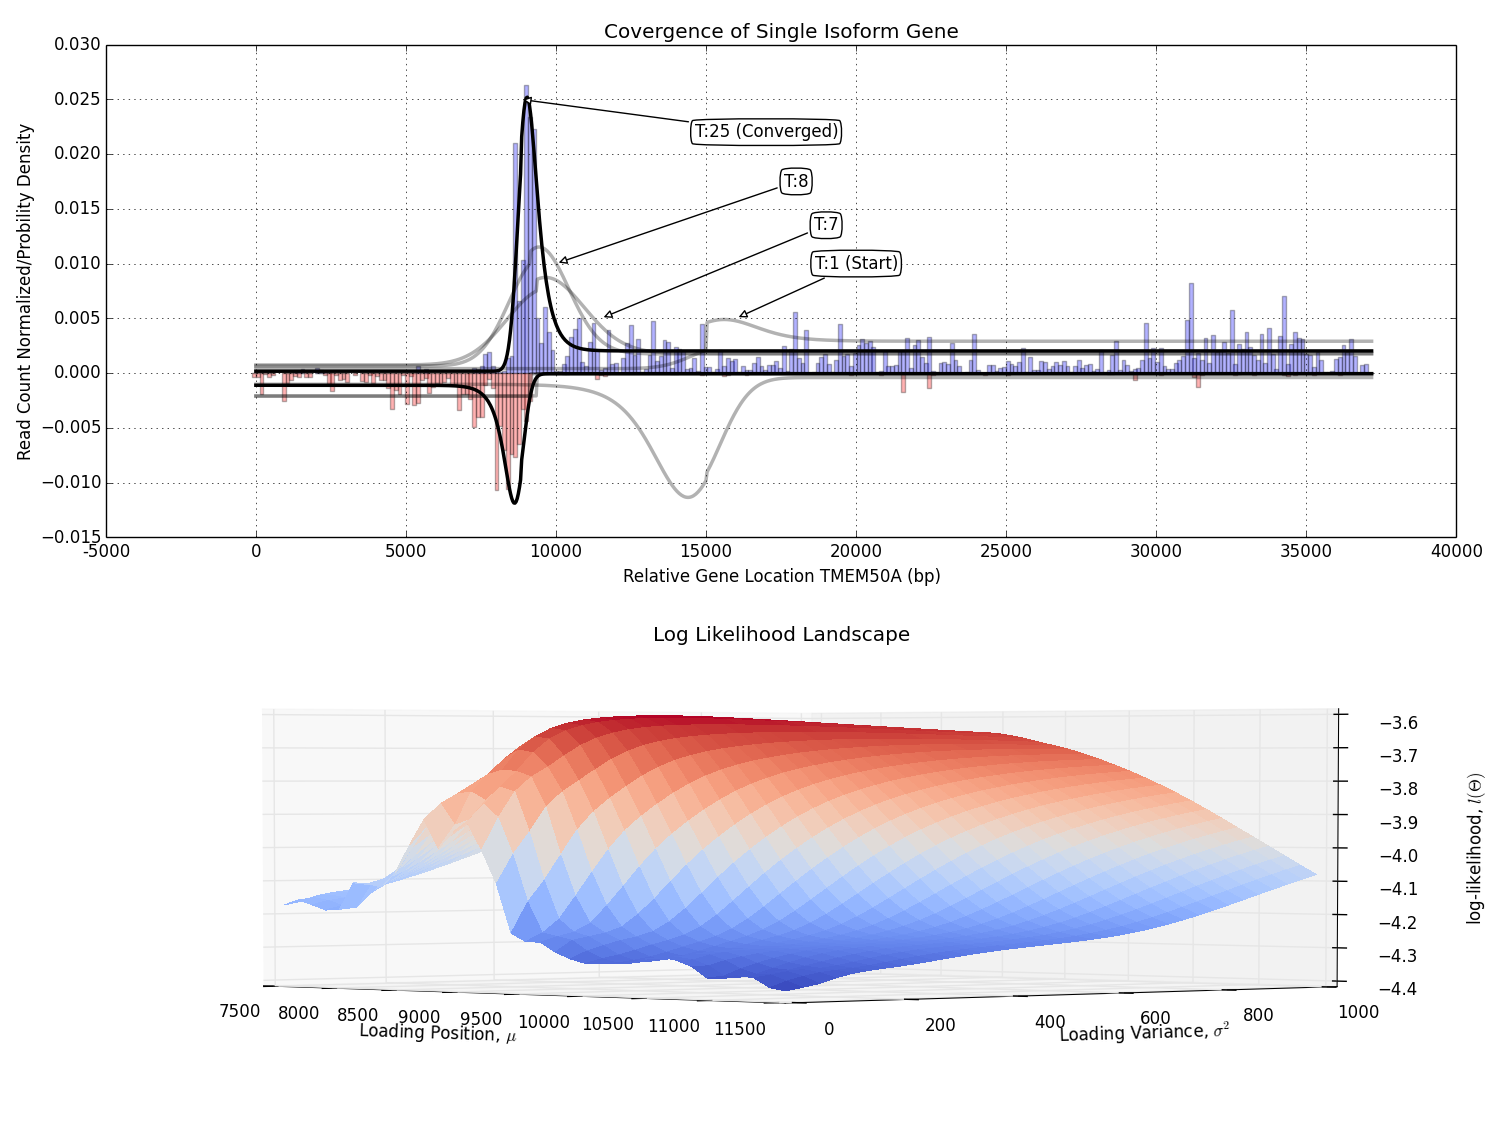 Covergence of Single Isoform Gene
0.030
0.025
0.020
0.015
0.010
0.005
0.000
−0.005
−0.010
−0.015
Read Count Normalized/Probility Density
T:25 (Converged)
T:8
T:7
T:1 (Start)
-5000 0 5000 10000 15000 20000 25000 30000 35000 40000
Relative Gene Location TMEM50A (bp)
Log Likelihood Landscape
−3.6
−3.7
−3.8
−3.9
−4.0
−4.1
−4.2
−4.3
−4.4
log-likelihood, l(Θ)
7500 8000 8500 9000 9500 10000 10500 11000 11500
Loading Position, μ
0 200 400 600 800 1000
Loading Variance, σ²